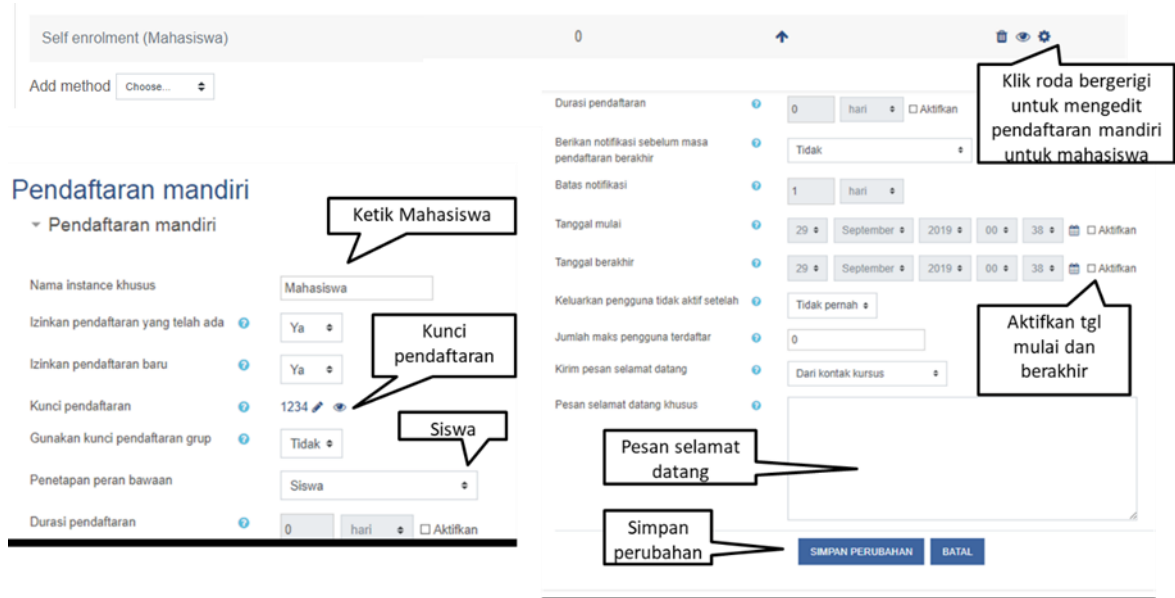 Self enrolment (Mahasiswa) 0
Add method Choose...
Klik roda bergerigi
untuk mengedit
pendaftaran mandiri
untuk mahasiswa
Pendaftaran mandiri
Pendaftaran mandiri
Ketik Mahasiswa
Nama instance khusus Mahasiswa
Izinkan pendaftaran yang telah ada Ya
Izinkan pendaftaran baru Ya
Kunci
pendaftaran
Kunci pendaftaran 1234
Gunakan kunci pendaftaran grup Tidak
Siswa
Penetapan peran bawaan Siswa
Durasi pendaftaran 0 hari Aktifkan
Durasi pendaftaran 0 hari Aktifkan
Berikan notifikasi sebelum masa
pendaftaran berakhir Tidak
Batas notifikasi 1 hari
Tanggal mulai 29 September 2019 00 38 Aktifkan
Tanggal berakhir 29 September 2019 00 38 Aktifkan
Keluarkan pengguna tidak aktif setelah Tidak pernah
Aktifkan tgl
mulai dan
berakhir
Jumlah maks pengguna terdaftar 0
Kirim pesan selamat datang Dari kontak kursus
Pesan selamat datang khusus
Pesan selamat
datang
Simpan
perubahan
SIMPAN PERUBAHAN BATAL